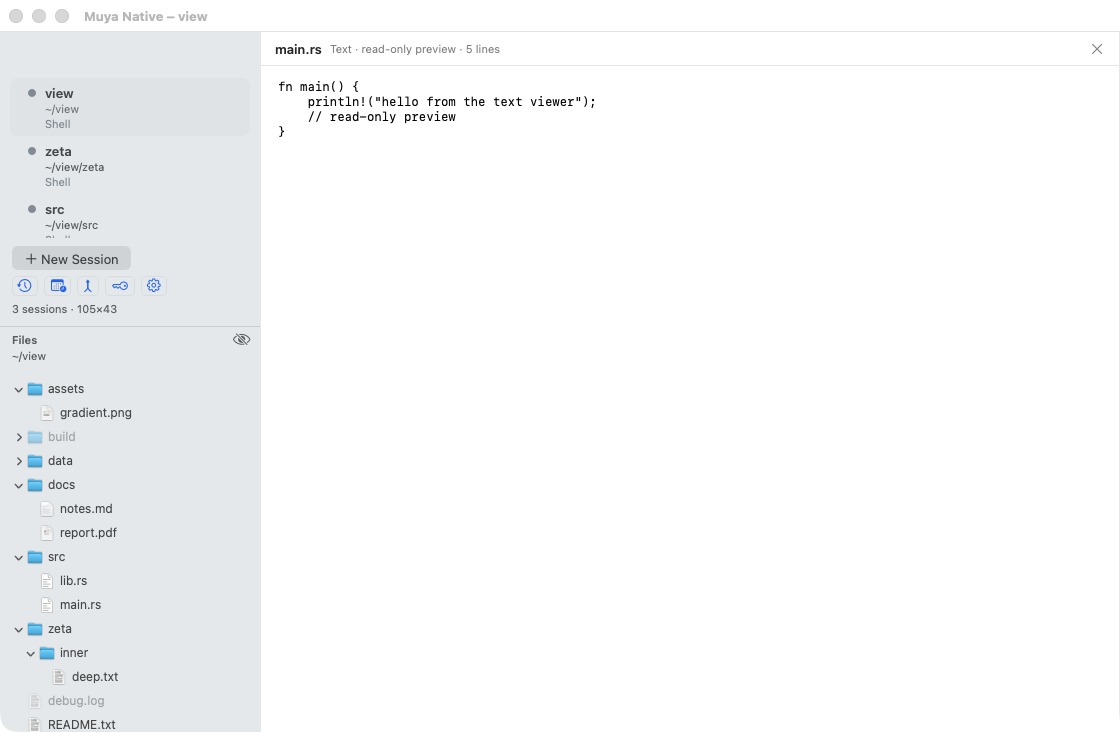 Muya Native — view
view
~/view
Shell
zeta
~/view/zeta
Shell
src
~/view/src
New Session
3 sessions · 105×43
Files
~/view
assets
gradient.png
build
data
docs
notes.md
report.pdf
src
lib.rs
main.rs
zeta
inner
deep.txt
debug.log
README.txt
main.rs Text · read-only preview · 5 lines
fn main() {
    println!("hello from the text viewer");
    // read-only preview
}